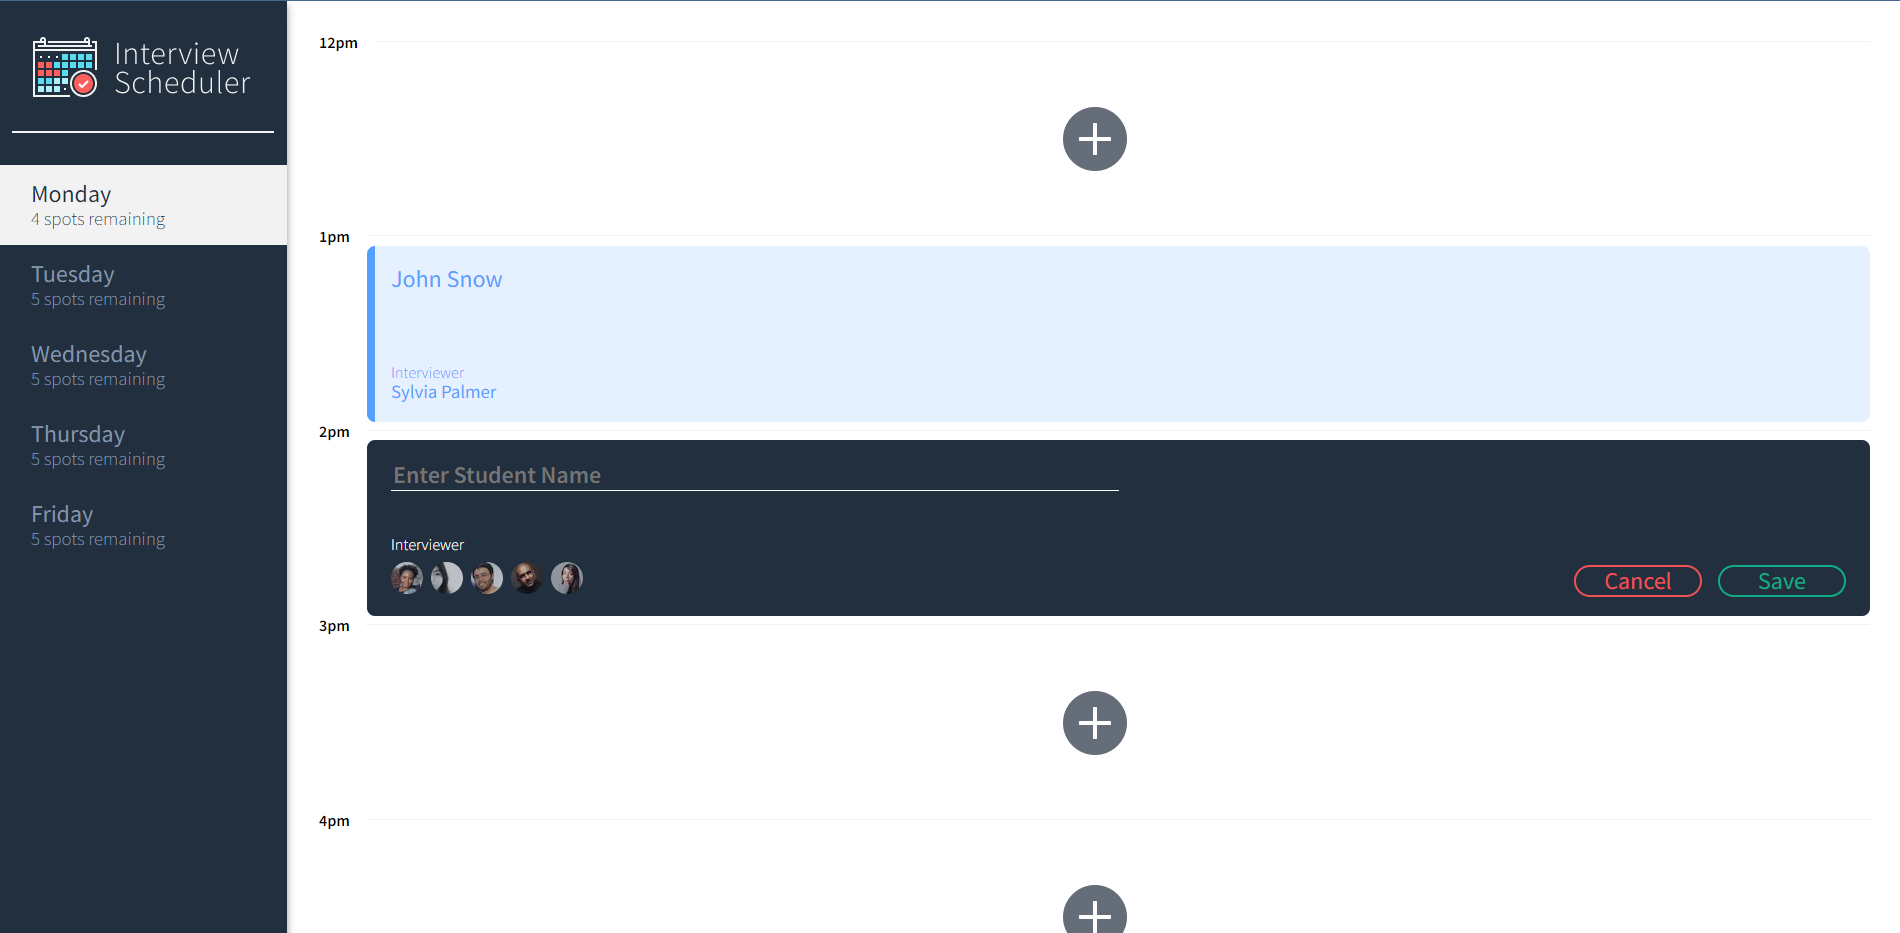 Interview
Scheduler
Monday
4 spots remaining
Tuesday
5 spots remaining
Wednesday
5 spots remaining
Thursday
5 spots remaining
Friday
5 spots remaining
12pm
1pm
John Snow
Interviewer
Sylvia Palmer
2pm
Enter Student Name
Interviewer
Cancel
Save
3pm
4pm